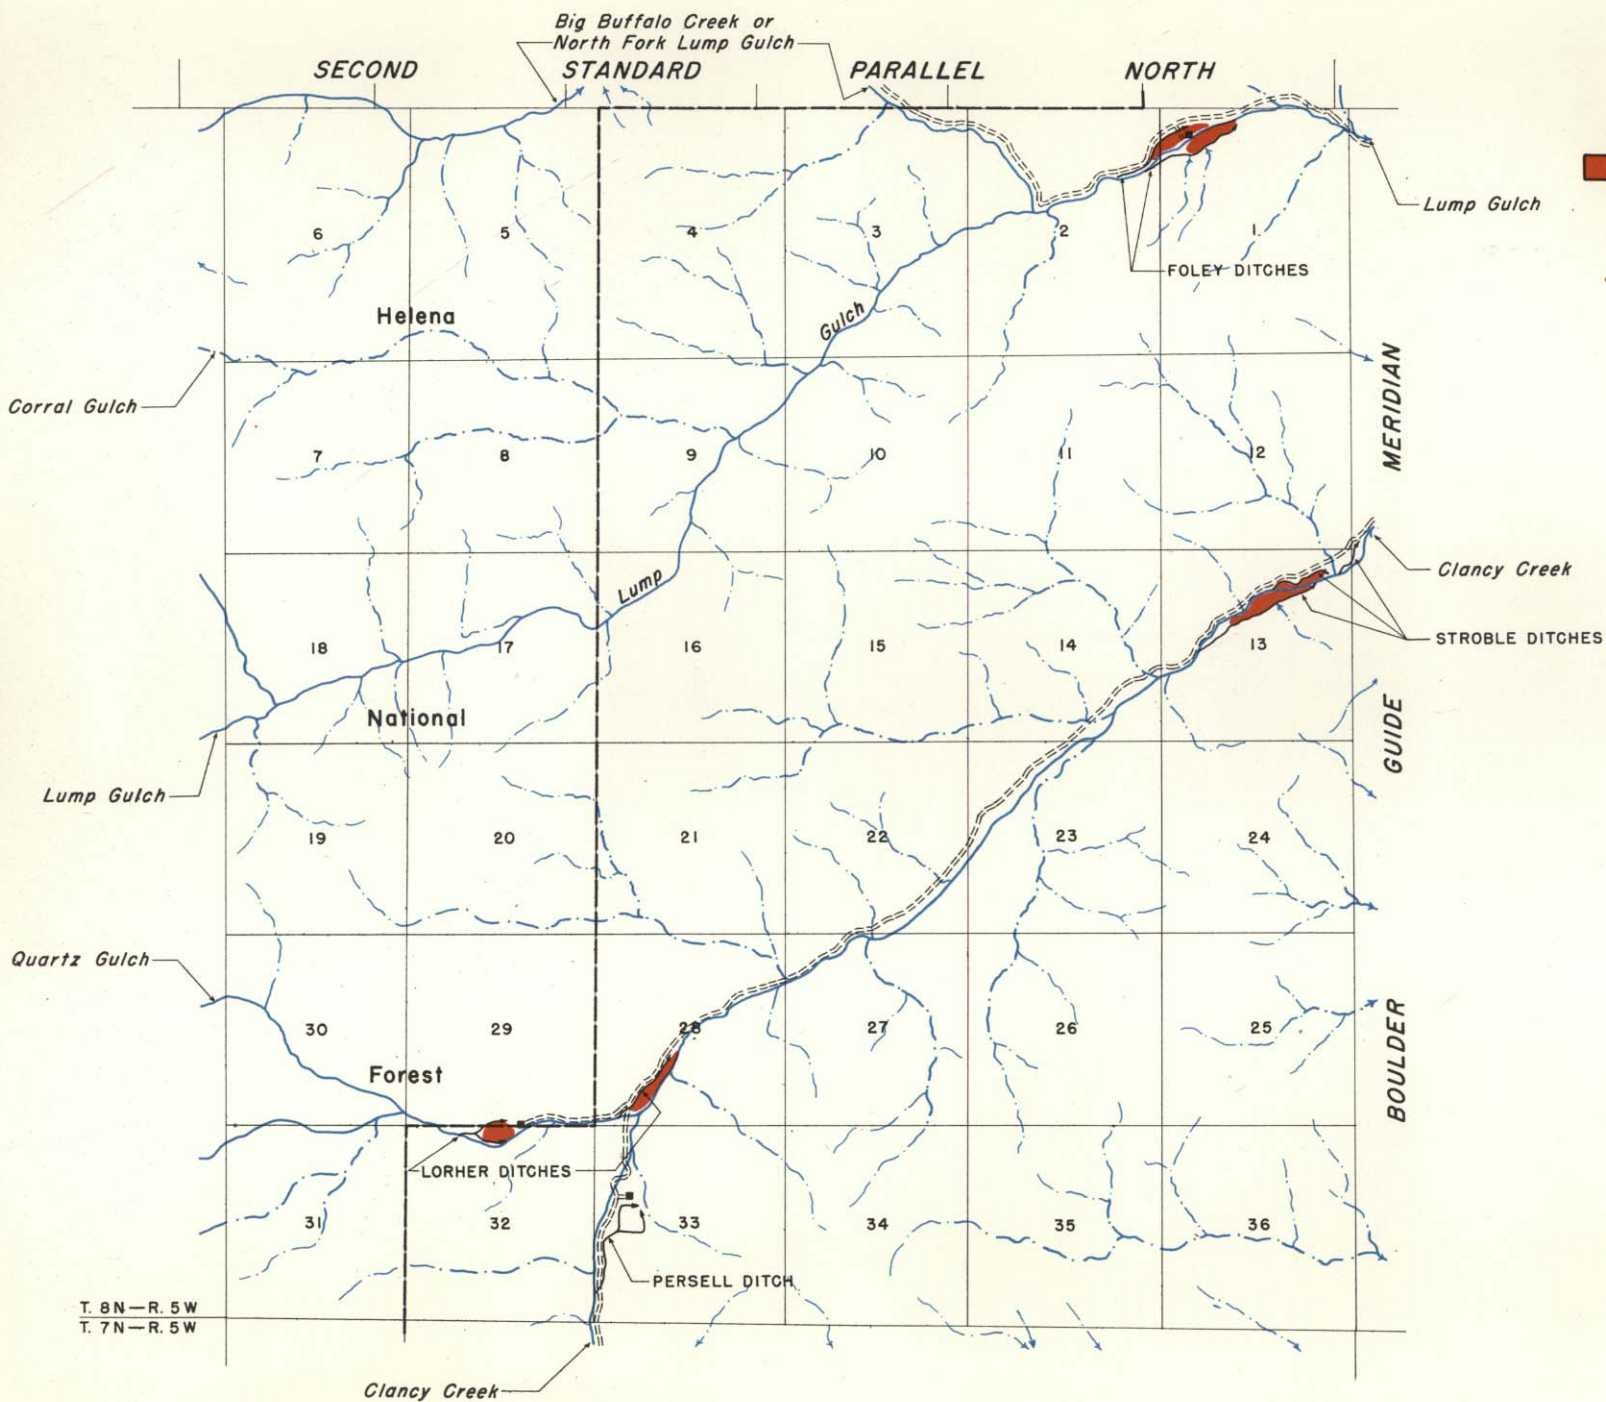 Big Buffalo Creek or
North Fork Lump Gulch
SECOND STANDARD PARALLEL NORTH
Lump Gulch
6 5 4 3 2 1
FOLEY DITCHES
Helena
Gulch
MERIDIAN
Corral Gulch
7 8 9 10 11 12
Clancy Creek
Lump
STROBLE DITCHES
18 17 16 15 14 13
National
GUIDE
Lump Gulch
19 20 21 22 23 24
Quartz Gulch
30 29 28 27 26 25
Forest
BOULDER
LORHER DITCHES
31 32 33 34 35 36
PERSELL DITCH
T. 8N—R. 5W
T. 7N—R. 5W
Clancy Creek